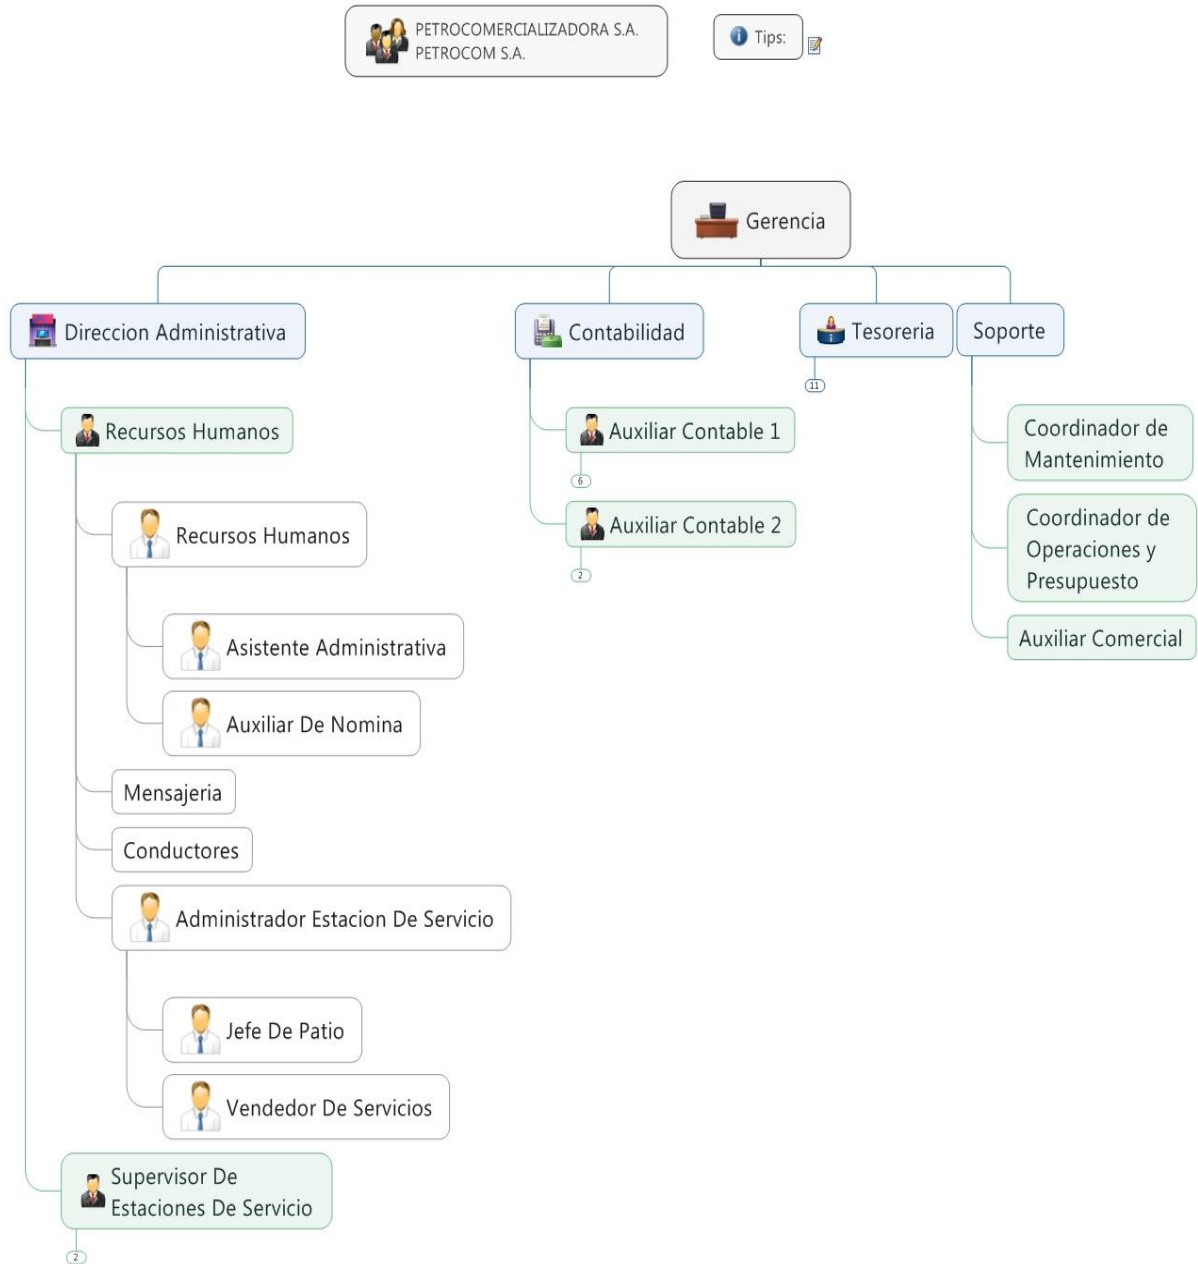 PETROCOMERCIALIZADORA S.A.
PETROCOM S.A.
Tips:
Gerencia
Direccion Administrativa
Contabilidad
Tesoreria
Soporte
11
Recursos Humanos
Auxiliar Contable 1
6
Auxiliar Contable 2
2
Coordinador de
Mantenimiento
Coordinador de
Operaciones y
Presupuesto
Auxiliar Comercial
Recursos Humanos
Asistente Administrativa
Auxiliar De Nomina
Mensajeria
Conductores
Administrador Estacion De Servicio
Jefe De Patio
Vendedor De Servicios
Supervisor De
Estaciones De Servicio
2